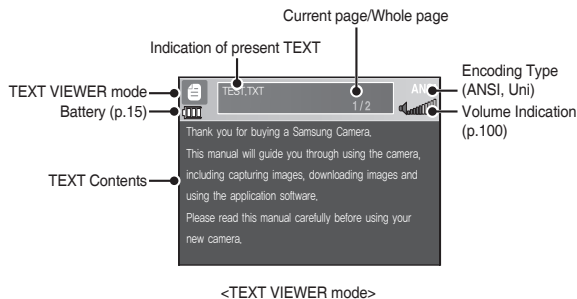 Current page/Whole page
Indication of present TEXT
TEXT VIEWER mode
Battery (p.15)
TEXT Contents
TEST.TXT
1 / 2
AN
Encoding Type
(ANSI, Uni)
Volume Indication
(p.100)
Thank you for buying a Samsung Camera.
This manual will guide you through using the camera,
including capturing images, downloading images and
using the application software.
Please read this manual carefully before using your
new camera.
<TEXT VIEWER mode>